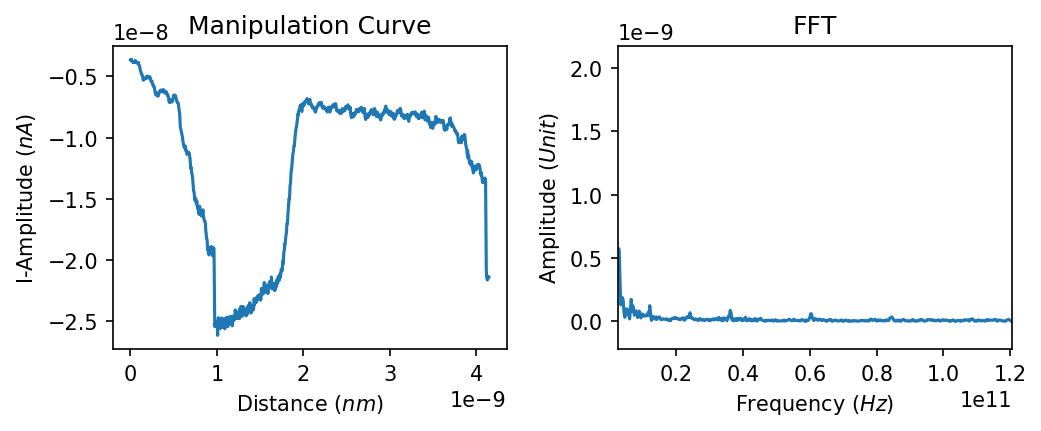 Manipulation Curve
1e−8
−0.5
−1.0
−1.5
−2.0
−2.5
I-Amplitude (nA)
0 1 2 3 4
Distance (nm)
1e−9
FFT
1e−9
2.0
1.5
1.0
0.5
0.0
Amplitude (Unit)
0.2 0.4 0.6 0.8 1.0 1.2
Frequency (Hz)
1e11